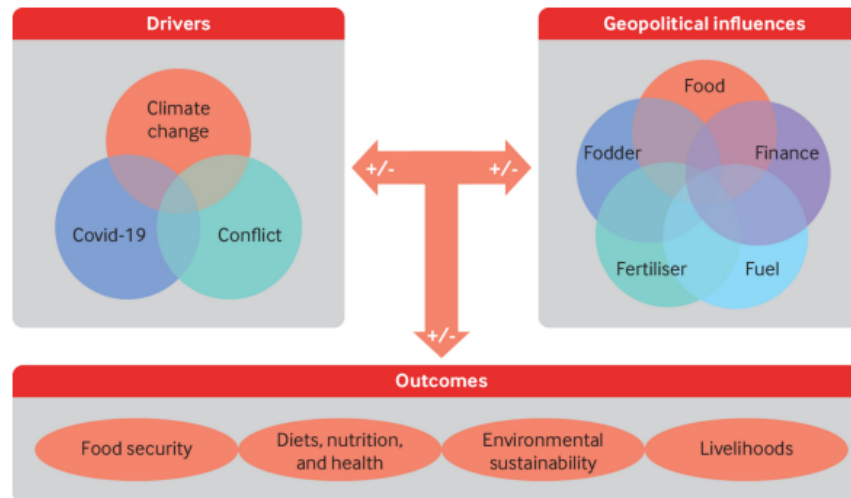 Drivers
Climate
change
Covid-19
Conflict
+/-
+/-
+/-
Geopolitical influences
Food
Fodder
Finance
Fertiliser
Fuel
Outcomes
Food security
Diets, nutrition,
and health
Environmental
sustainability
Livelihoods